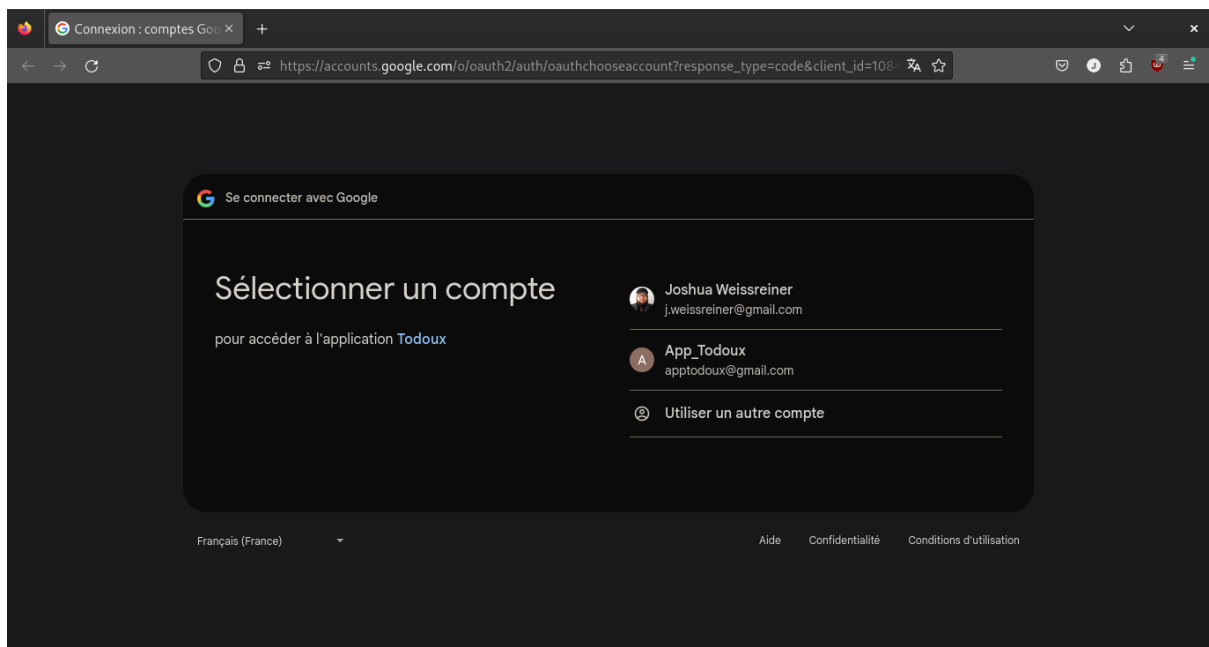 Connexion : comptes Goo
https://accounts.google.com/o/oauth2/auth/oauthchooseaccount?response_type=code&client_id=1084
J
4
Se connecter avec Google
Sélectionner un compte
pour accéder à l'application Todoux
Joshua Weissreiner
j.weissreiner@gmail.com
A
App_Todoux
apptodoux@gmail.com
Utiliser un autre compte
Français (France)
Aide Confidentialité Conditions d'utilisation